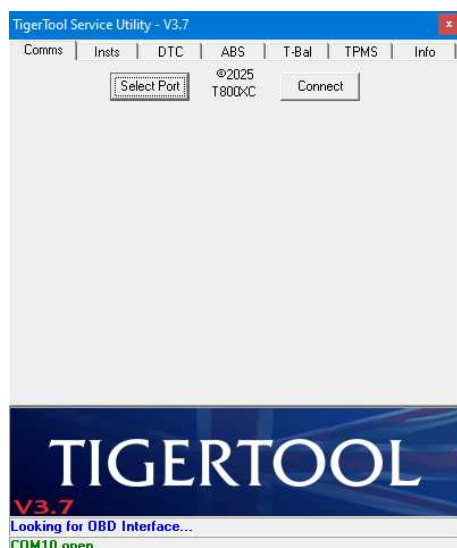 TigerTool Service Utility - V3.7 x
Comms Insts DTC ABS T-Bal TPMS Info
Select Port ©2025 T800XC Connect
TIGERTOOL
V3.7
Looking for OBD Interface...
COM10 open